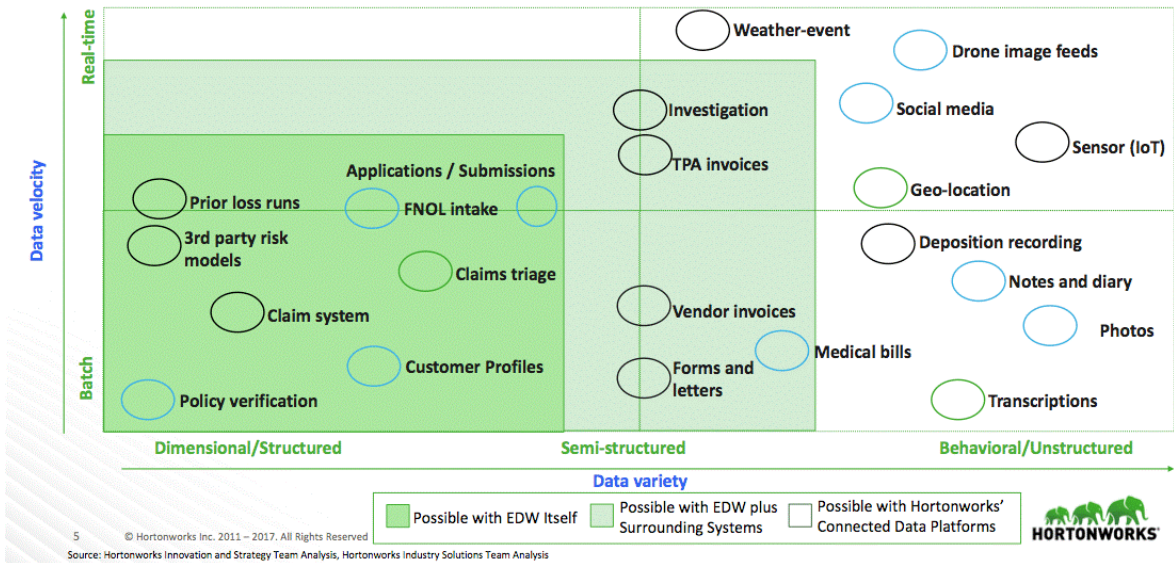 Real-time
Data velocity
Batch
Weather-event
Drone image feeds
Investigation
Social media
TPA invoices
Sensor (IoT)
Applications / Submissions
Geo-location
Prior loss runs
FNOL intake
3rd party risk
models
Deposition recording
Claims triage
Notes and diary
Claim system
Vendor invoices
Photos
Medical bills
Customer Profiles
Forms and
letters
Policy verification
Transcriptions
Dimensional/Structured
Semi-structured
Behavioral/Unstructured
Data variety
Possible with EDW Itself
Possible with EDW plus
Surrounding Systems
Possible with Hortonworks'
Connected Data Platforms
HORTONWORKS®
5 © Hortonworks Inc. 2011 – 2017. All Rights Reserved
Source: Hortonworks Innovation and Strategy Team Analysis, Hortonworks Industry Solutions Team Analysis